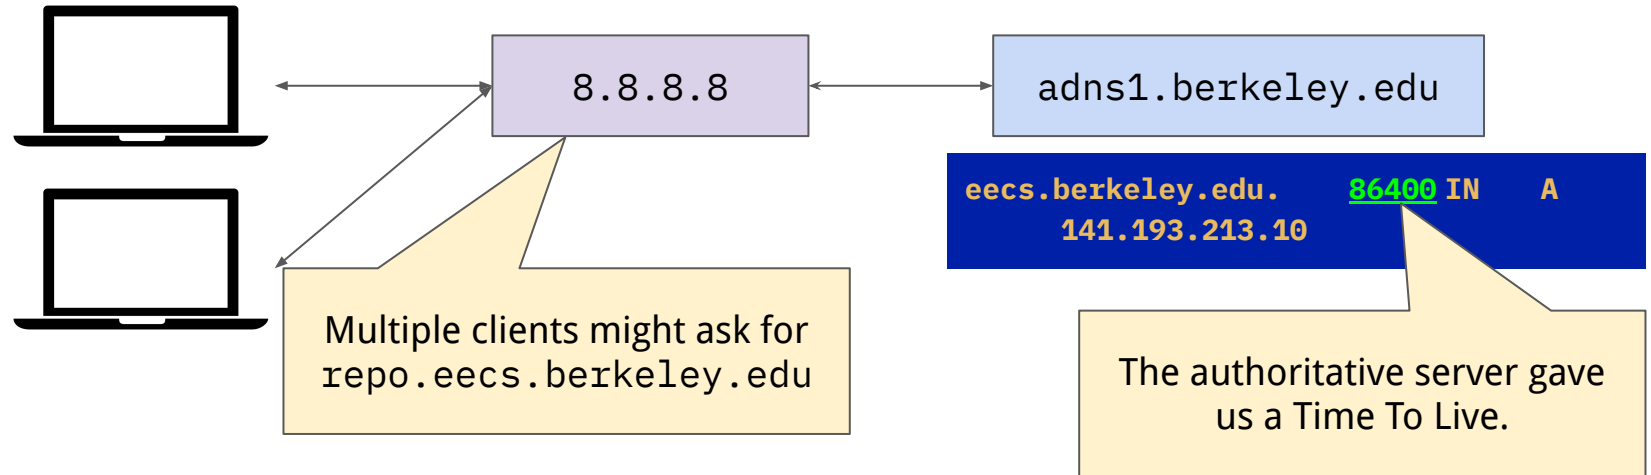 8.8.8.8
adns1.berkeley.edu
eecs.berkeley.edu. 86400 IN A
141.193.213.10
Multiple clients might ask for
repo.eecs.berkeley.edu
The authoritative server gave
us a Time To Live.